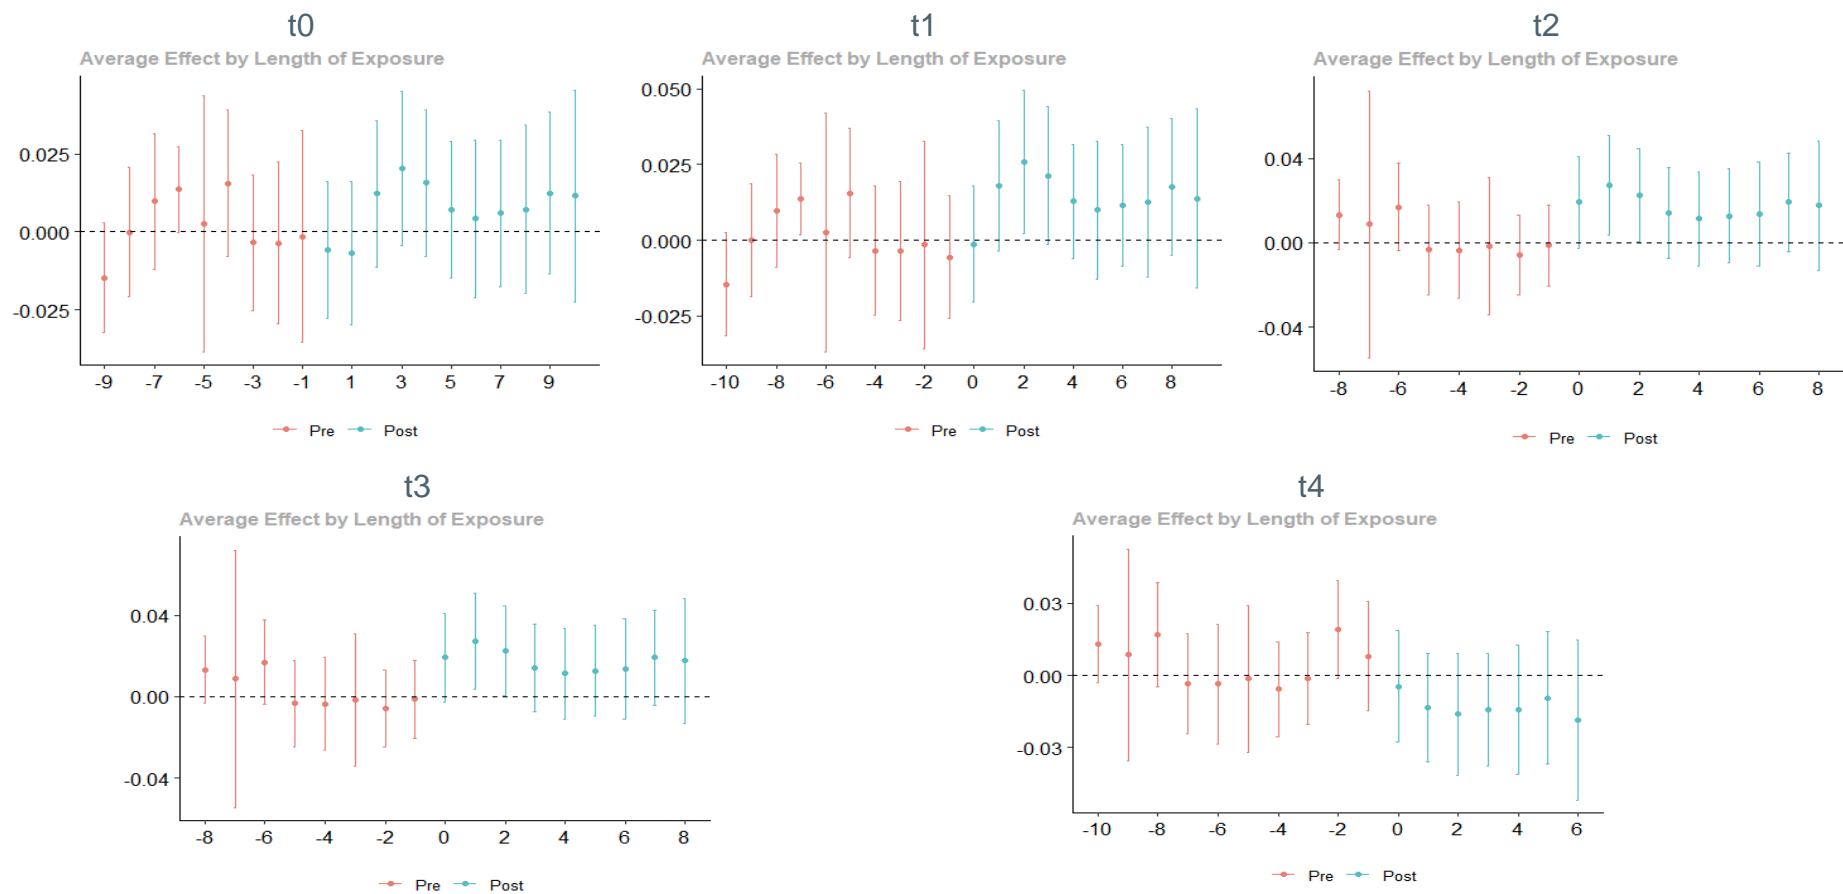 t0
Average Effect by Length of Exposure
0.025
0.000
-0.025
-9 -7 -5 -3 -1 1 3 5 7 9
Pre Post
t1
Average Effect by Length of Exposure
0.050
0.025
0.000
-0.025
-10 -8 -6 -4 -2 0 2 4 6 8
Pre Post
t2
Average Effect by Length of Exposure
0.04
0.00
-0.04
-8 -6 -4 -2 0 2 4 6 8
Pre Post
t3
Average Effect by Length of Exposure
0.04
0.00
-0.04
-8 -6 -4 -2 0 2 4 6 8
Pre Post
t4
Average Effect by Length of Exposure
0.03
0.00
-0.03
-10 -8 -6 -4 -2 0 2 4 6
Pre Post